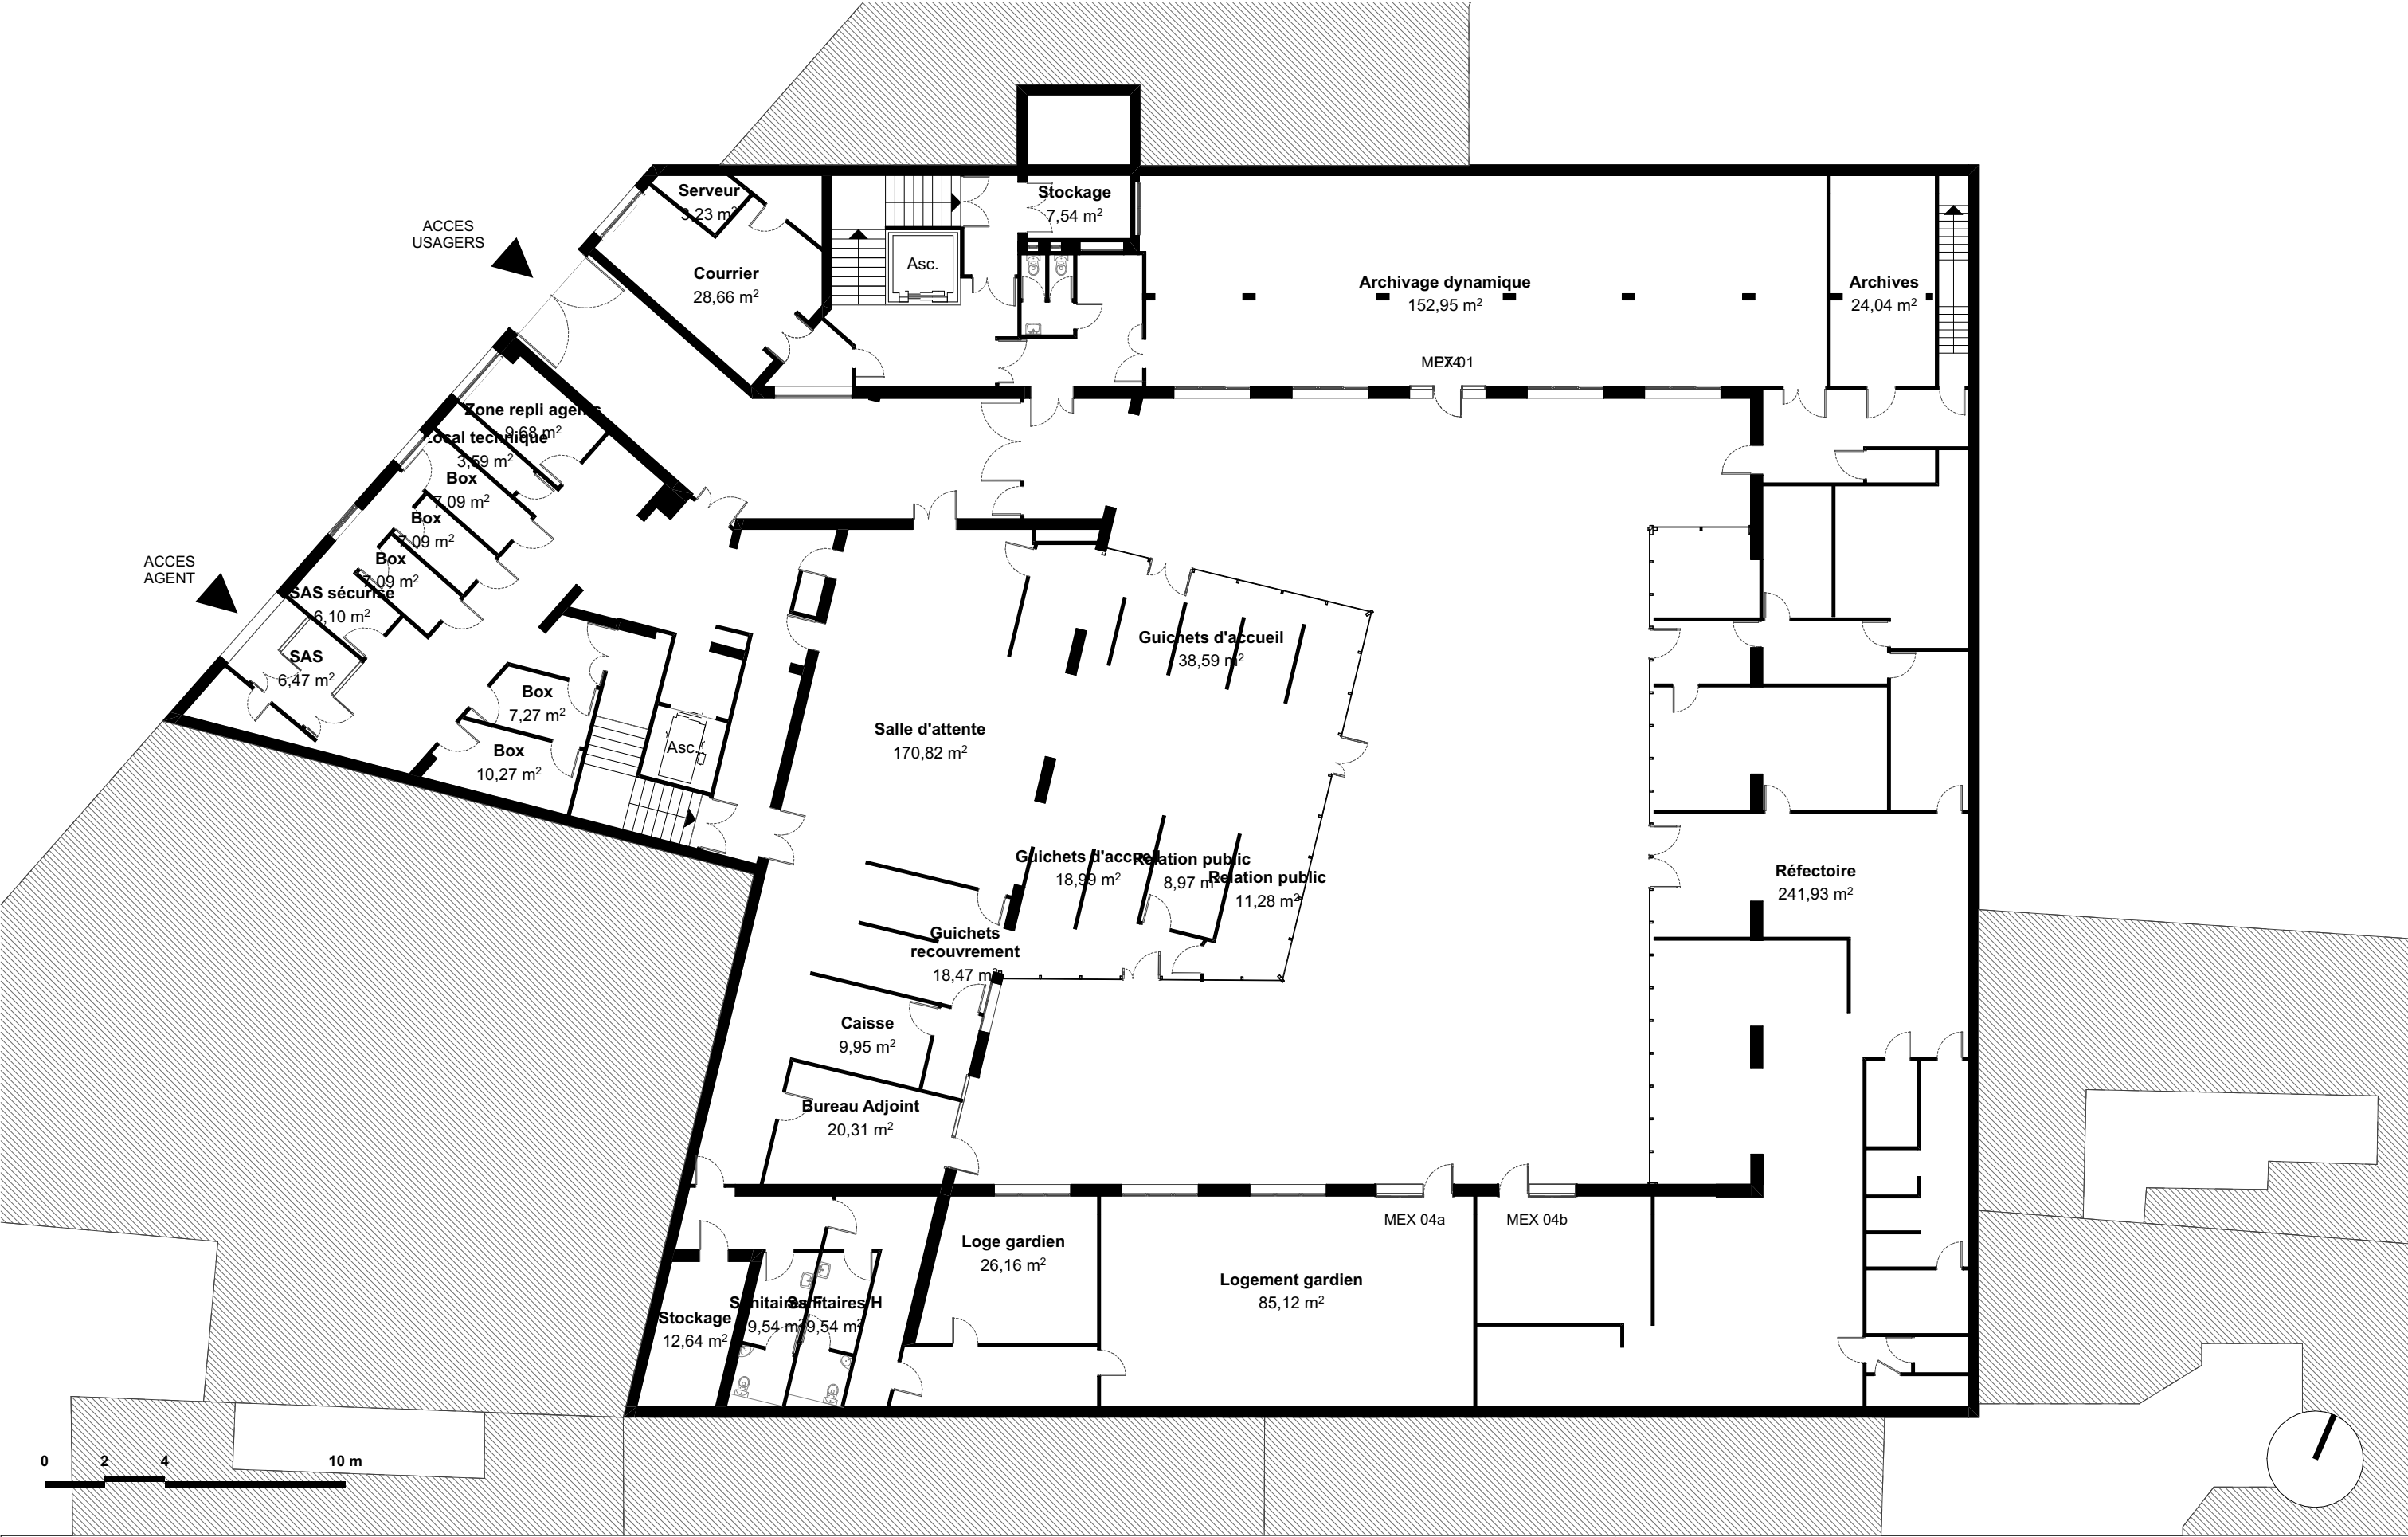 ACCES
USAGERS
Serveur
3,23 m²
Courrier
28,66 m²
Asc.
Stockage
7,54 m²
Archivage dynamique
152,95 m²
Archives
24,04 m²
Zone repli agents
9,68 m²
Local technique
3,59 m²
Box
7,09 m²
Box
7,09 m²
Box
7,09 m²
ACCES
AGENT
SAS sécurisé
6,10 m²
SAS
6,47 m²
Box
7,27 m²
Box
10,27 m²
Asc.
Salle d'attente
170,82 m²
Guichets d'accueil
38,59 m²
Guichets d'accueil
18,99 m²
Relation public
8,97 m²
Relation public
11,28 m²
Réfectoire
241,93 m²
Guichets
recouvrement
18,47 m²
Caisse
9,95 m²
Bureau Adjoint
20,31 m²
MEX 04a
MEX 04b
Loge gardien
26,16 m²
Logement gardien
85,12 m²
Stockage
12,64 m²
Sanitaires F
9,54 m²
Sanitaires H
9,54 m²
0 2 4 10 m